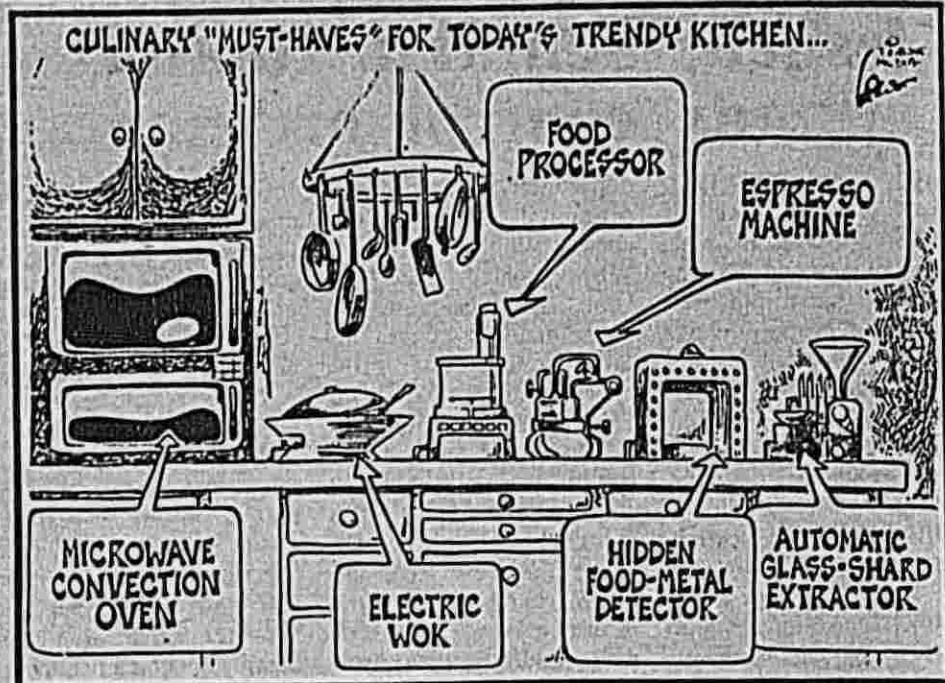 CULINARY "MUST-HAVES" FOR TODAY'S TRENDY KITCHEN...
FOOD
PROCESSOR
ESPRESSO
MACHINE
MICROWAVE
CONVECTION
OVEN
ELECTRIC
WOK
HIDDEN
FOOD-METAL
DETECTOR
AUTOMATIC
GLASS-SHARD
EXTRACTOR